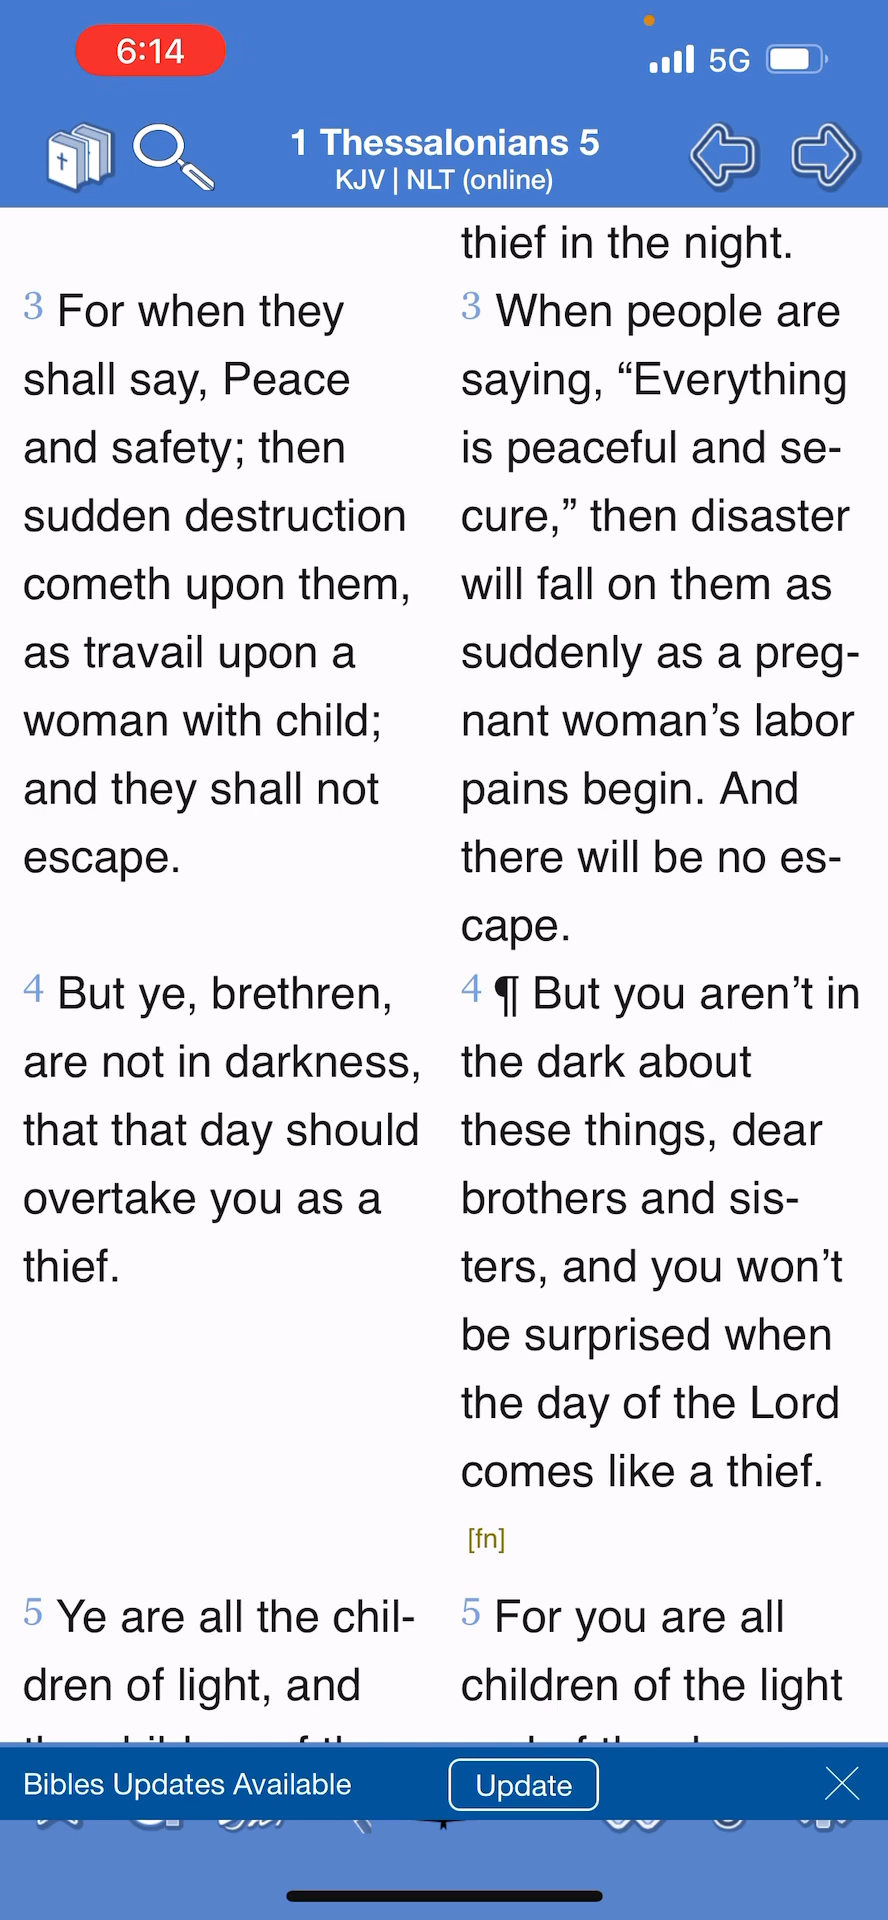 6:14
5G
1 Thessalonians 5
KJV | NLT (online)
3 For when they
shall say, Peace
and safety; then
sudden destruction
cometh upon them,
as travail upon a
woman with child;
and they shall not
escape.
4 But ye, brethren,
are not in darkness,
that that day should
overtake you as a
thief.
5 Ye are all the chil-
dren of light, and
thief in the night.
3 When people are
saying, “Everything
is peaceful and se-
cure,” then disaster
will fall on them as
suddenly as a preg-
nant woman’s labor
pains begin. And
there will be no es-
cape.
4 ¶ But you aren’t in
the dark about
these things, dear
brothers and sis-
ters, and you won’t
be surprised when
the day of the Lord
comes like a thief.
[fn]
5 For you are all
children of the light
Bibles Updates Available
Update